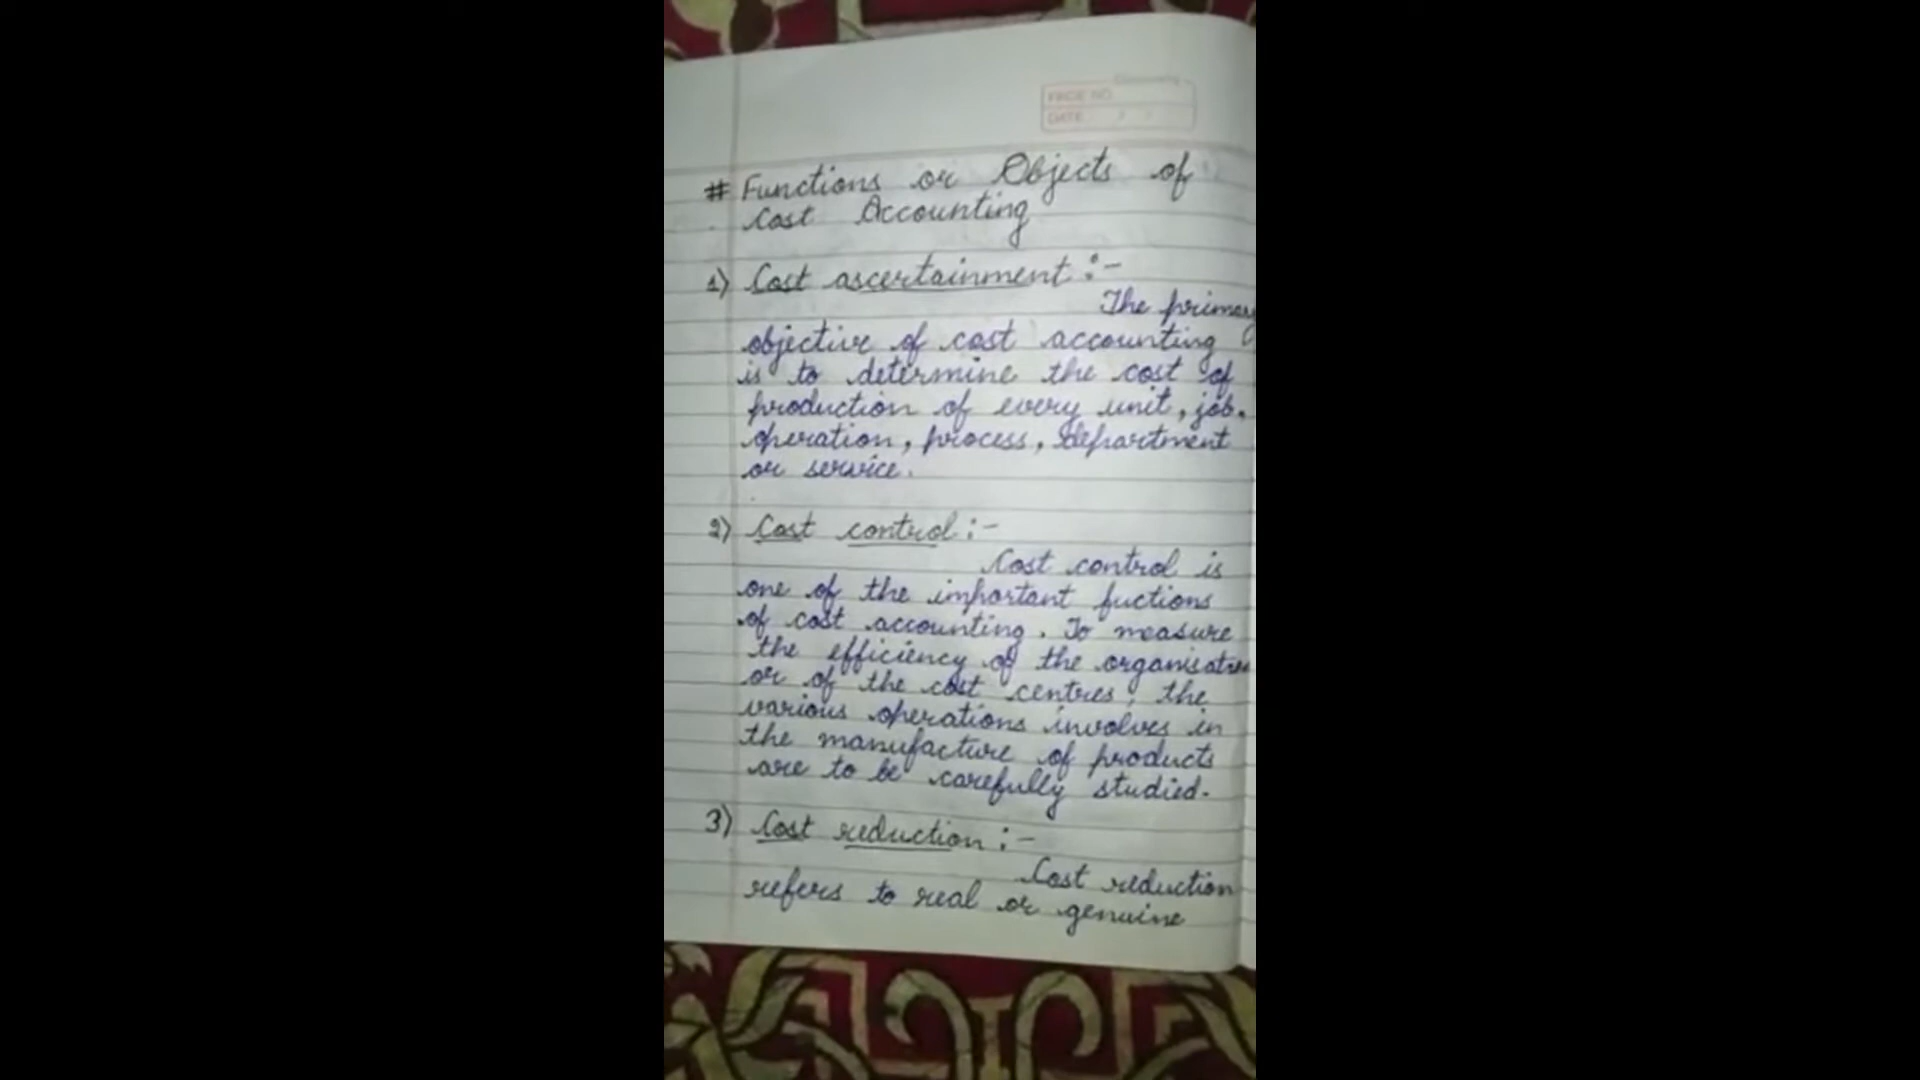 PAGE NO.
DATE
# Functions or Objects of
Cost Accounting
1) Cost ascertainment :-
The primary
objective of cost accounting
is to determine the cost of
production of every unit, job,
operation, process, department
or service.
2) Cost control :-
Cost control is
one of the important fuctions
of cost accounting. To measure
the efficiency of the organisation
or of the cost centres, the
various operations involves in
the manufacture of products
are to be carefully studied.
3) Cost reduction :-
Cost reduction
refers to real or genuine